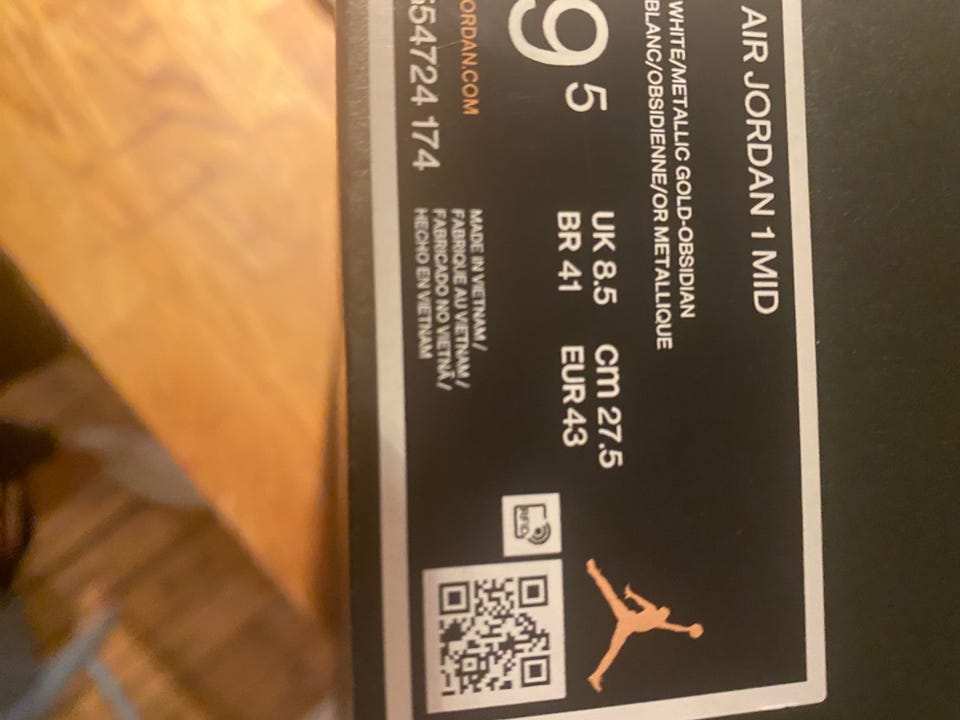 AIR JORDAN 1 MID
WHITE/METALLIC GOLD-OBSIDIAN
BLANC/OBSIDIENNE/OR METALLIQUE
9 5
UK 8.5 cm 27.5
BR 41 EUR 43
ORDAN.COM
554724 174
MADE IN VIETNAM/
FABRIQUE AU VIETNAM/
FABRICADO NO VIETNÃ/
HECHO EN VIETNAM
RFID